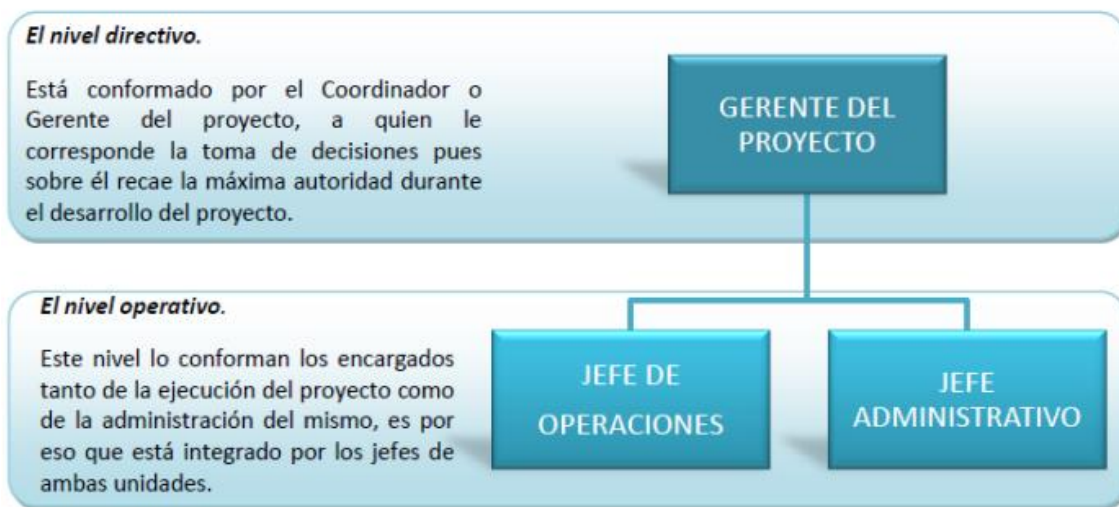 El nivel directivo.
Está conformado por el Coordinador o
Gerente del proyecto, a quien le
corresponde la toma de decisiones pues
sobre él recae la máxima autoridad durante
el desarrollo del proyecto.
GERENTE DEL
PROYECTO
El nivel operativo.
Este nivel lo conforman los encargados
tanto de la ejecución del proyecto como
de la administración del mismo, es por
eso que está integrado por los jefes de
ambas unidades.
JEFE DE
OPERACIONES
JEFE
ADMINISTRATIVO